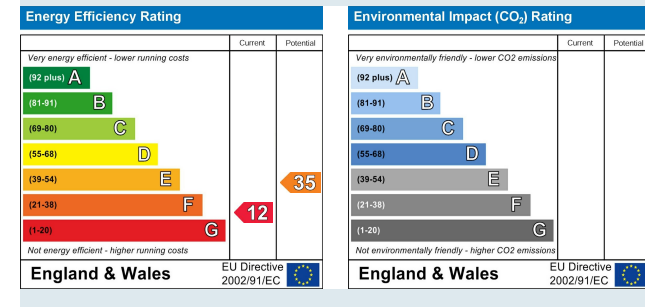 Energy Efficiency Rating
Current Potential
Very energy efficient - lower running costs
(92 plus) A
(81-91) B
(69-80) C
(55-68) D
(39-54) E
(21-38) F
(1-20) G
12
35
Not energy efficient - higher running costs
England & Wales
EU Directive
2002/91/EC
Environmental Impact (CO₂) Rating
Current Potential
Very environmentally friendly - lower CO2 emissions
(92 plus) A
(81-91) B
(69-80) C
(55-68) D
(39-54) E
(21-38) F
(1-20) G
Not environmentally friendly - higher CO2 emissions
England & Wales
EU Directive
2002/91/EC